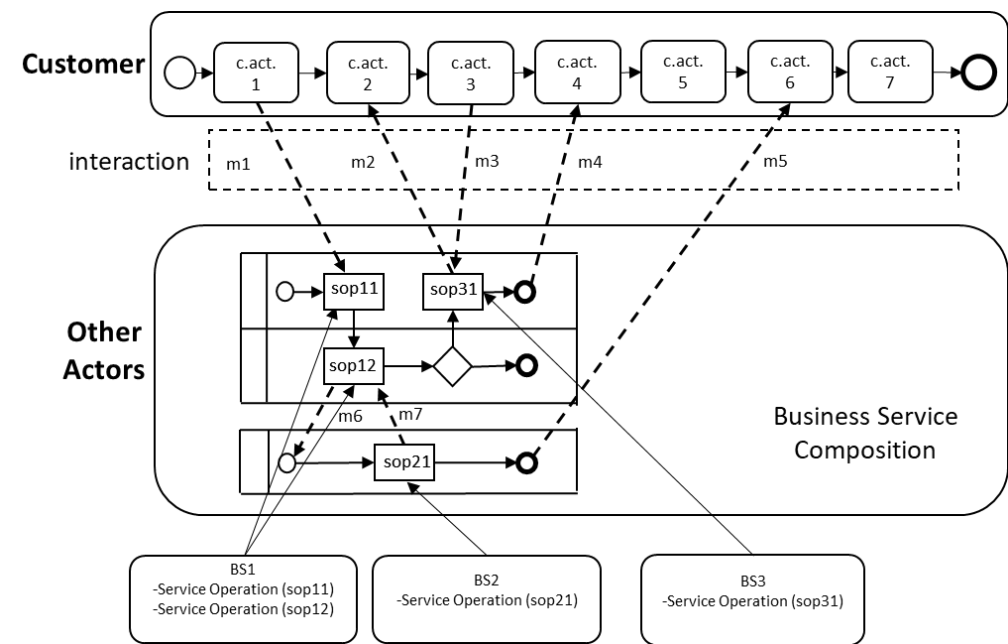 Customer
c.act.
1
c.act.
2
c.act.
3
c.act.
4
c.act.
5
c.act.
6
c.act.
7
interaction
m1
m2
m3
m4
m5
sop11
sop31
Other
Actors
sop12
m6
m7
sop21
Business Service
Composition
BS1
-Service Operation (sop11)
-Service Operation (sop12)
BS2
-Service Operation (sop21)
BS3
-Service Operation (sop31)